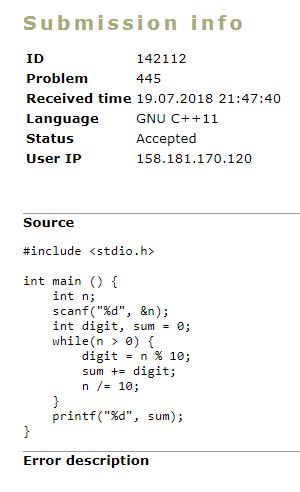 Submission info
ID 142112
Problem 445
Received time 19.07.2018 21:47:40
Language GNU C++11
Status Accepted
User IP 158.181.170.120
Source
#include <stdio.h>
int main () {
    int n;
    scanf("%d", &n);
    int digit, sum = 0;
    while(n > 0) {
        digit = n % 10;
        sum += digit;
        n /= 10;
    }
    printf("%d", sum);
}
Error description